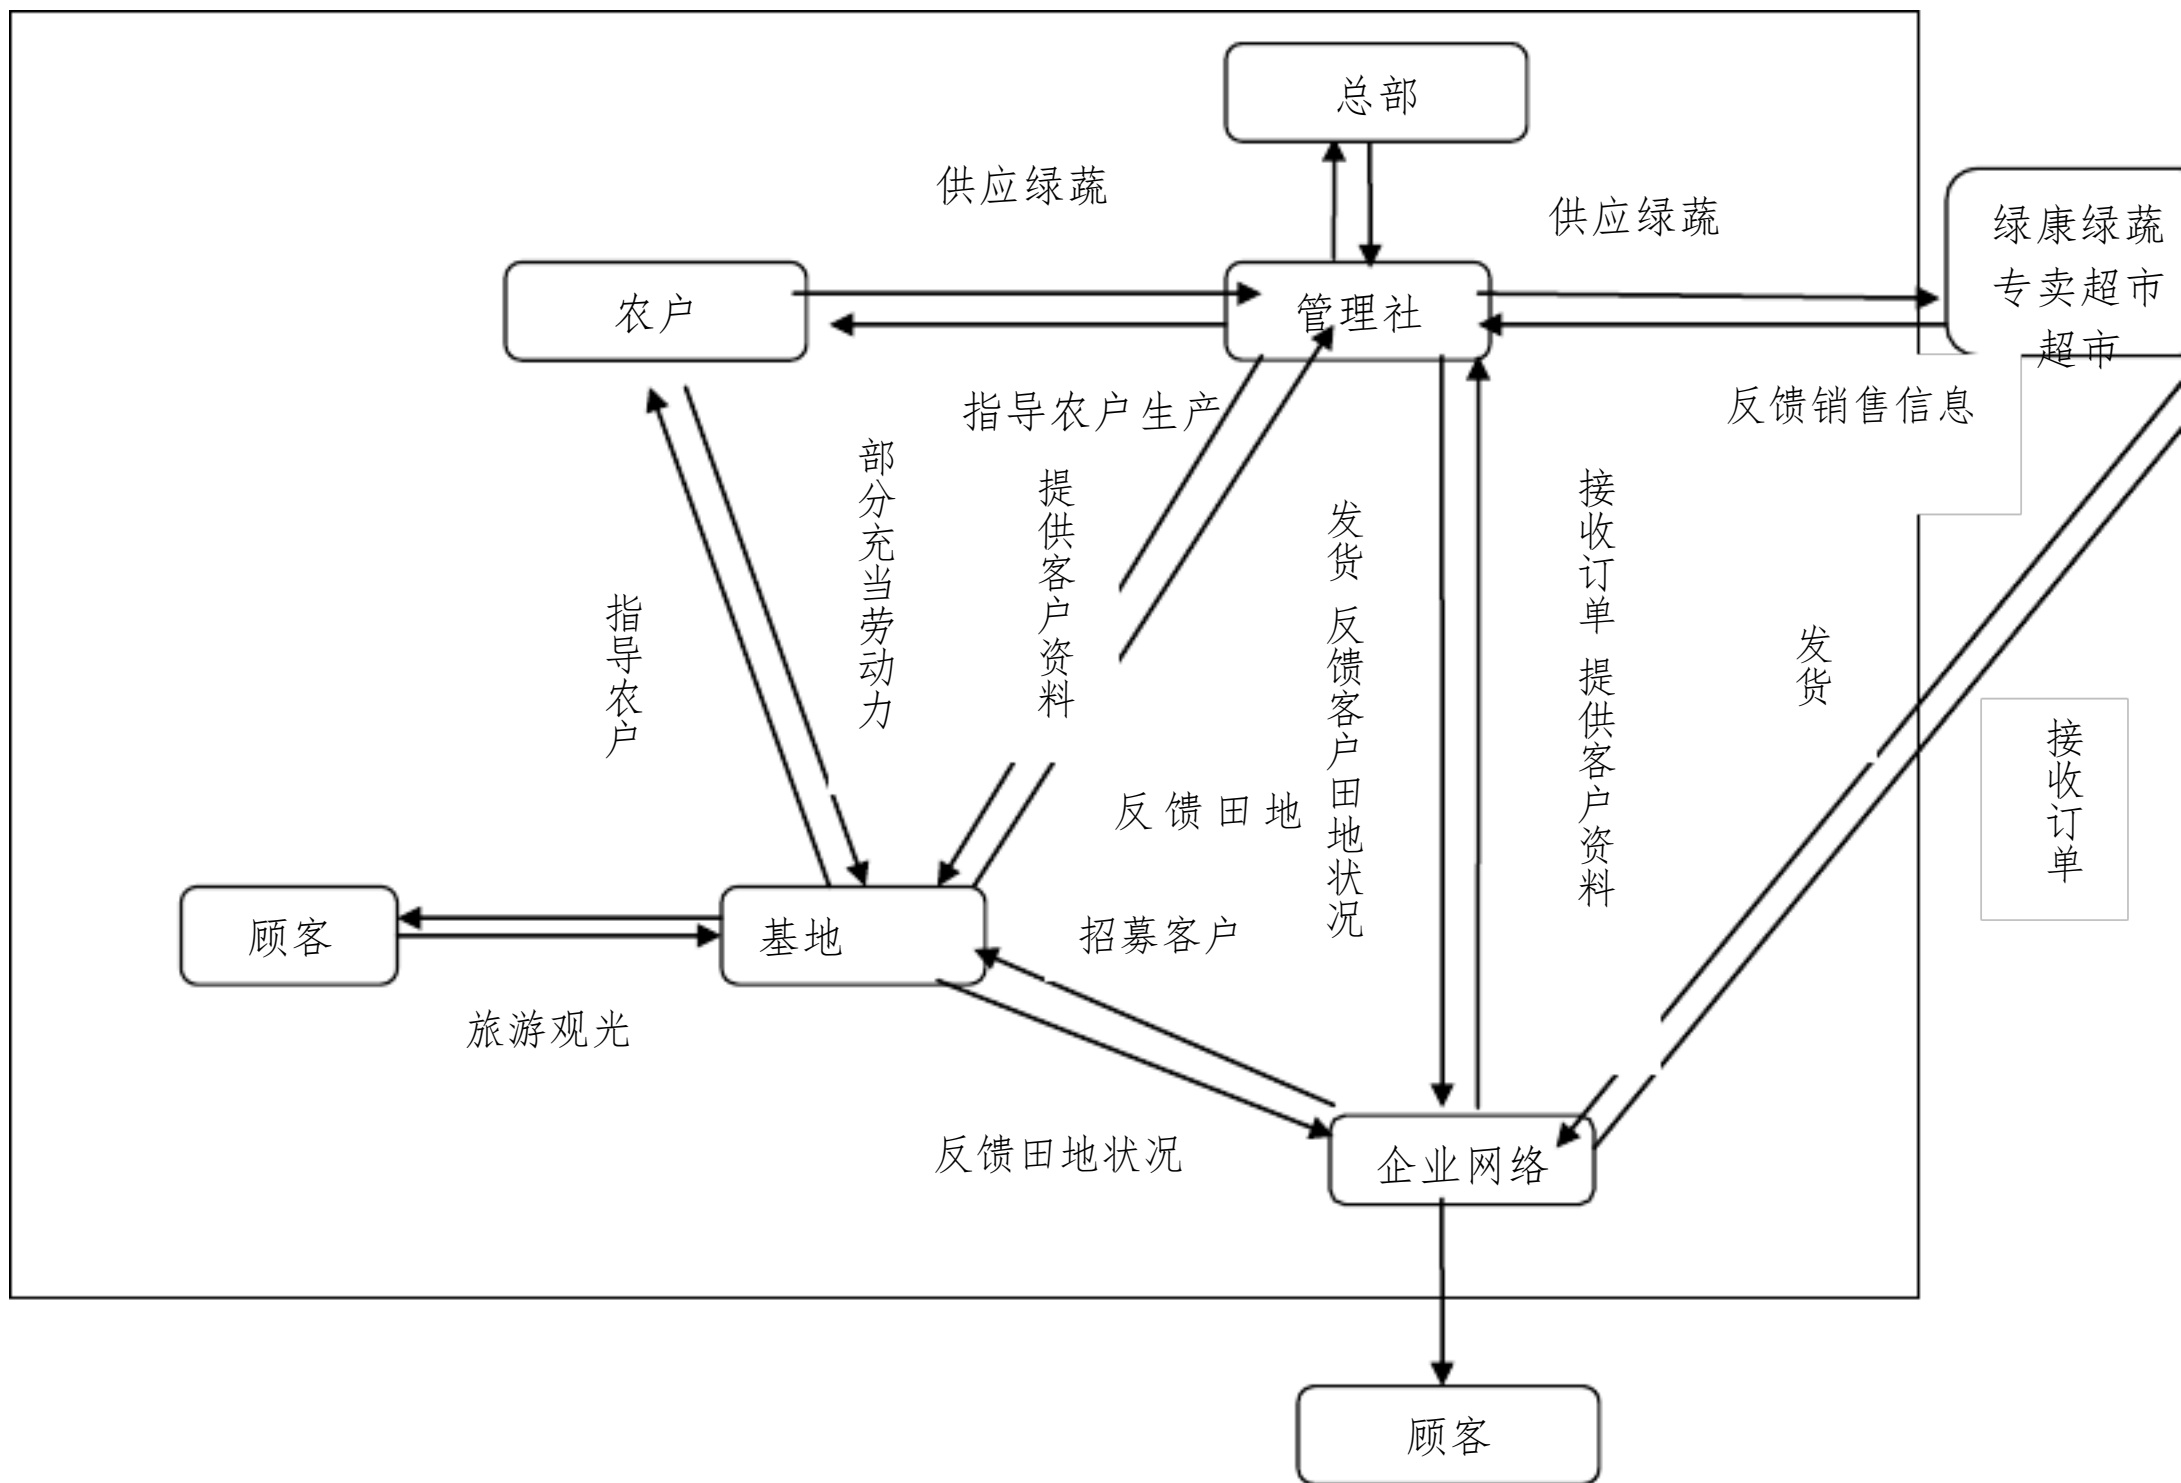 总部
供应绿蔬
供应绿蔬
绿康绿蔬
专卖超市
超市
农户
管理社
指导农户生产
反馈销售信息
部分充当劳动力
提供客户资料
发货 反馈客户田地状况
接收订单 提供客户资料
指导农户
发货
接收订单
反馈田地
顾客
基地
招募客户
旅游观光
反馈田地状况
企业网络
顾客